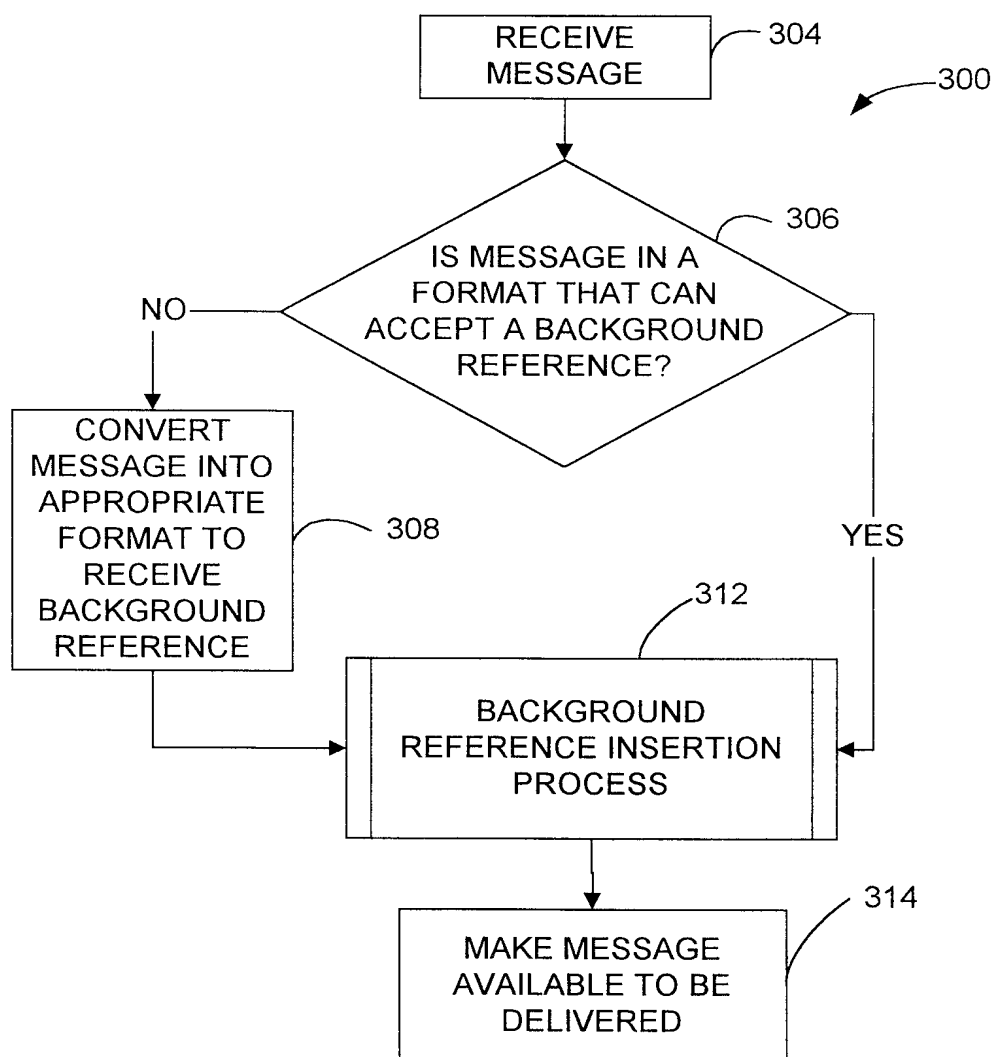 RECEIVE
MESSAGE
304
300
306
IS MESSAGE IN A
FORMAT THAT CAN
ACCEPT A BACKGROUND
REFERENCE?
NO
CONVERT
MESSAGE INTO
APPROPRIATE
FORMAT TO
RECEIVE
BACKGROUND
REFERENCE
308
YES
312
BACKGROUND
REFERENCE INSERTION
PROCESS
314
MAKE MESSAGE
AVAILABLE TO BE
DELIVERED